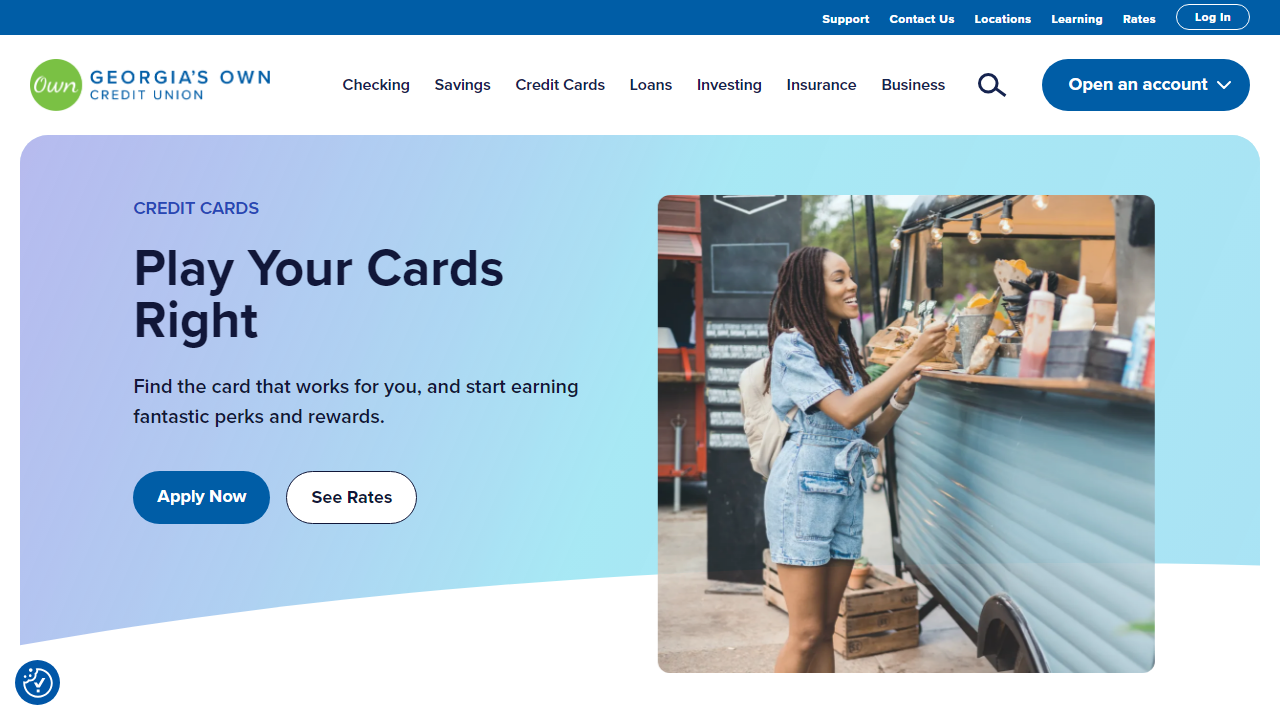 Support Contact Us Locations Learning Rates Log In
Own GEORGIA'S OWN
CREDIT UNION
Checking Savings Credit Cards Loans Investing Insurance Business Open an account
CREDIT CARDS
Play Your Cards
Right
Find the card that works for you, and start earning
fantastic perks and rewards.
Apply Now See Rates